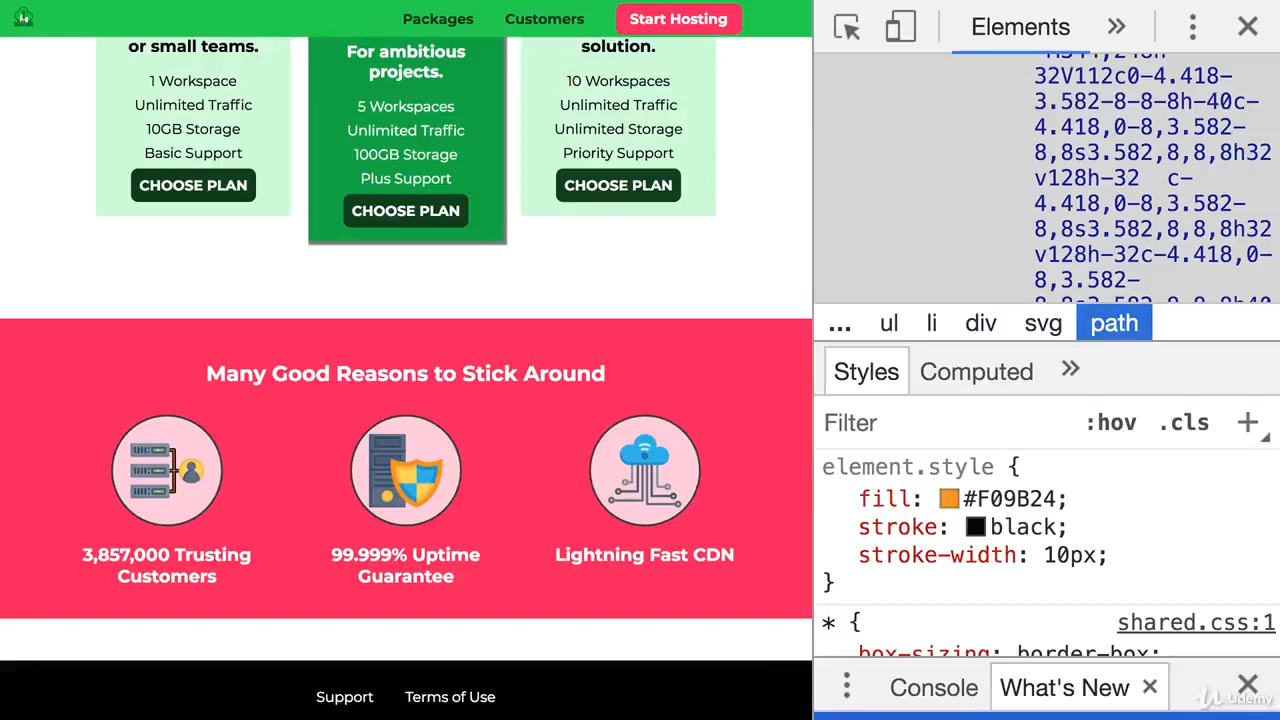 Packages Customers Start Hosting
or small teams.
1 Workspace
Unlimited Traffic
10GB Storage
Basic Support
CHOOSE PLAN
For ambitious
projects.
5 Workspaces
Unlimited Traffic
100GB Storage
Plus Support
CHOOSE PLAN
solution.
10 Workspaces
Unlimited Traffic
Unlimited Storage
Priority Support
CHOOSE PLAN
Many Good Reasons to Stick Around
3,857,000 Trusting
Customers
99.999% Uptime
Guarantee
Lightning Fast CDN
Support Terms of Use
Elements
32V112c0-4.418-
3.582-8-8-8h-40c-
4.418,0-8,3.582-
8,8s3.582,8,8,8h32
v128h-32 c-
4.418,0-8,3.582-
8,8s3.582,8,8,8h32
v128h-32c-4.418,0-
8,3.582-
... ul li div svg path
Styles Computed
Filter :hov .cls
element.style {
fill: #F09B24;
stroke: black;
stroke-width: 10px;
}
* { shared.css:1
box-sizing: border-box;
Console What's New
Udemy